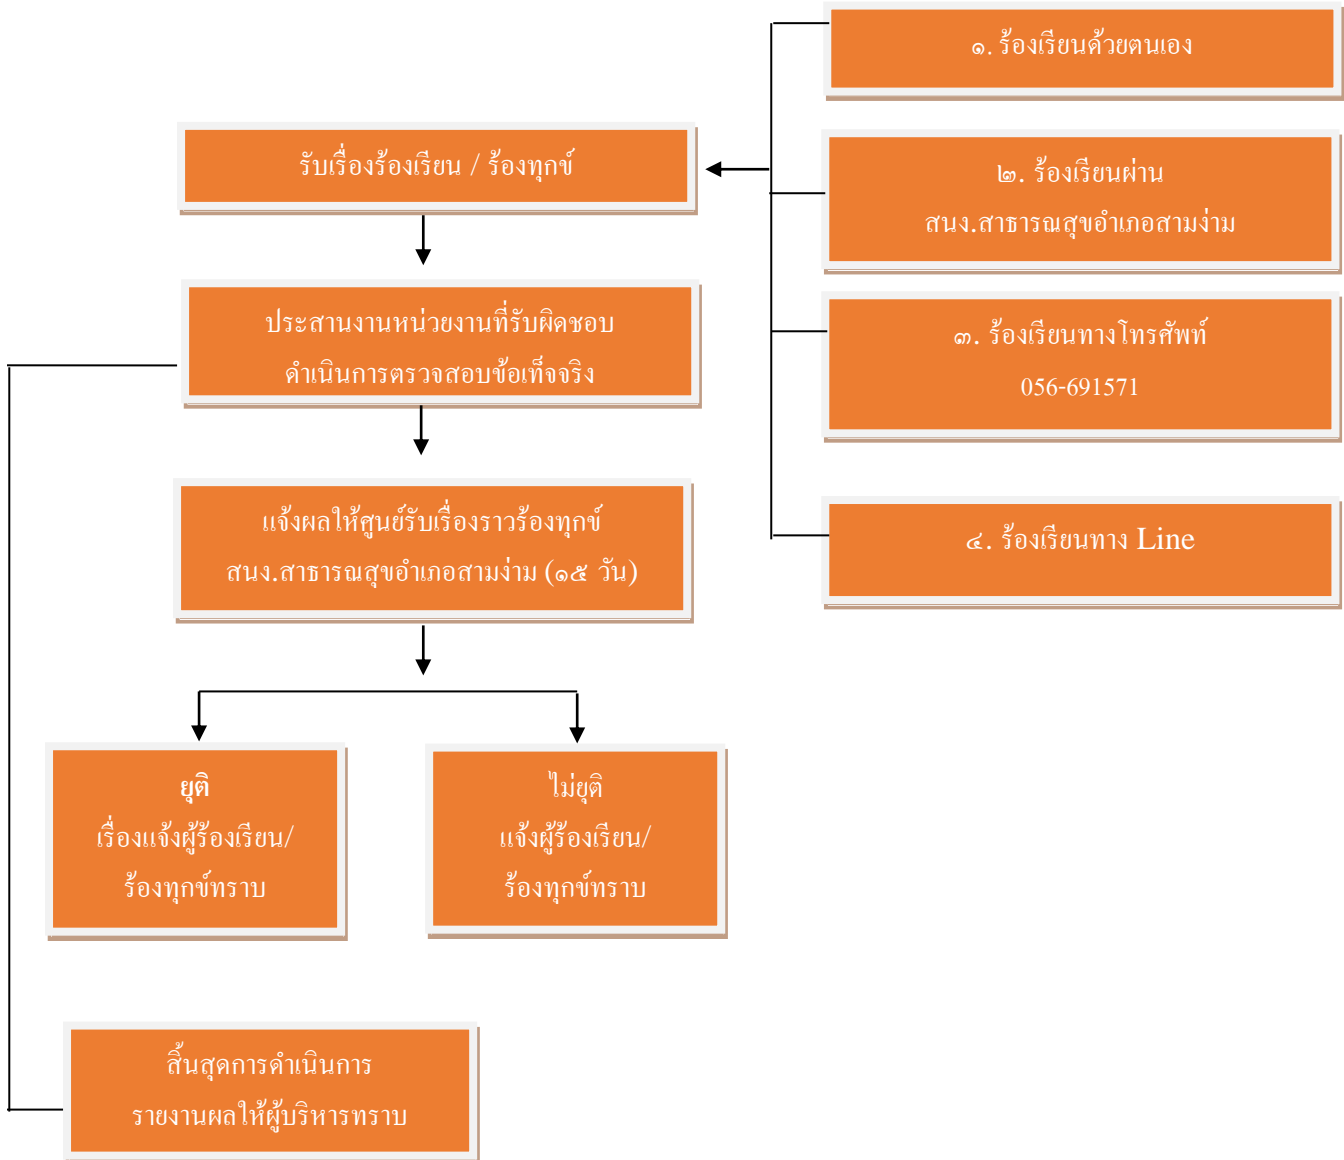 ๑. ร้องเรียนด้วยตนเอง
รับเรื่องร้องเรียน / ร้องทุกข์
๒. ร้องเรียนผ่าน
สนง.สาธารณสุขอำเภอสามง่าม
ประสานงานหน่วยงานที่รับผิดชอบ
ดำเนินการตรวจสอบข้อเท็จจริง
๓. ร้องเรียนทางโทรศัพท์
056-691571
แจ้งผลให้ศูนย์รับเรื่องราวร้องทุกข์
สนง.สาธารณสุขอำเภอสามง่าม (๑๕ วัน)
๔. ร้องเรียนทาง Line
ยุติ
เรื่องแจ้งผู้ร้องเรียน/
ร้องทุกข์ทราบ
ไม่ยุติ
แจ้งผู้ร้องเรียน/
ร้องทุกข์ทราบ
สิ้นสุดการดำเนินการ
รายงานผลให้ผู้บริหารทราบ